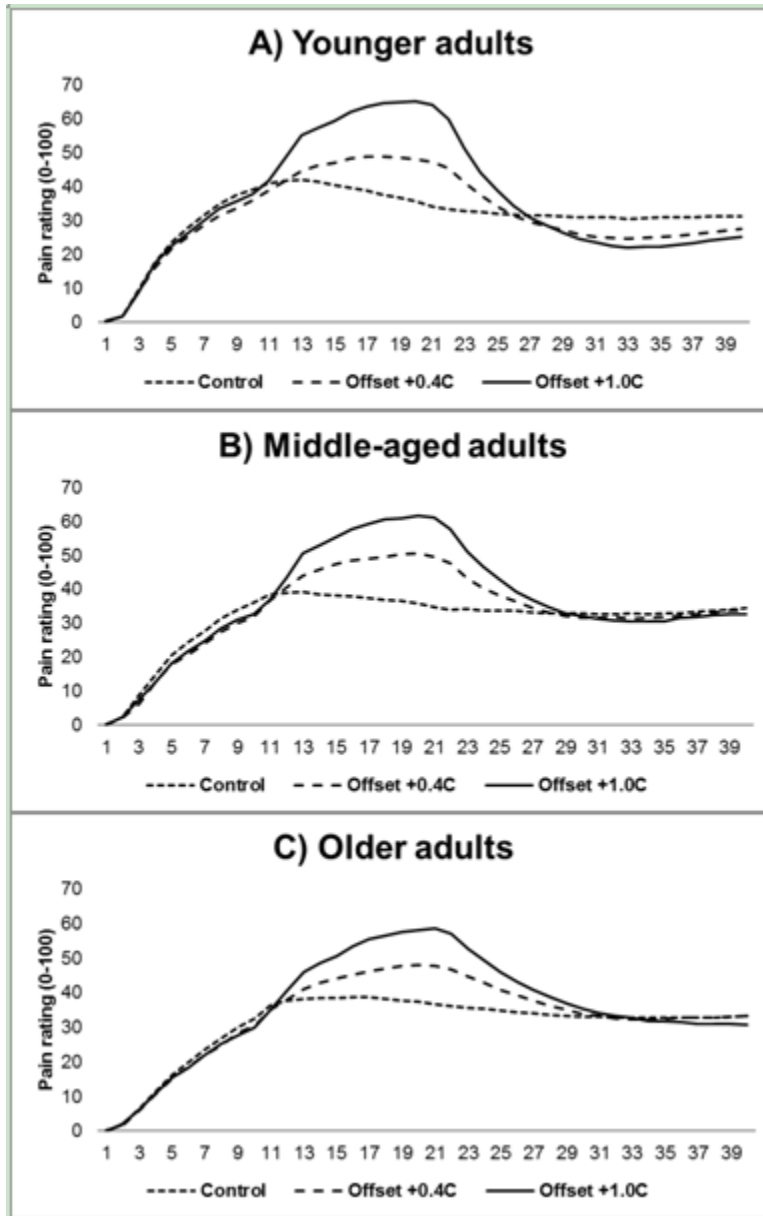 A) Younger adults
70
60
50
40
30
20
10
0
Pain rating (0-100)
1 3 5 7 9 11 13 15 17 19 21 23 25 27 29 31 33 35 37 39
Control Offset +0.4C Offset +1.0C
B) Middle-aged adults
70
60
50
40
30
20
10
0
Pain rating (0-100)
1 3 5 7 9 11 13 15 17 19 21 23 25 27 29 31 33 35 37 39
Control Offset +0.4C Offset +1.0C
C) Older adults
70
60
50
40
30
20
10
0
Pain rating (0-100)
1 3 5 7 9 11 13 15 17 19 21 23 25 27 29 31 33 35 37 39
Control Offset +0.4C Offset +1.0C